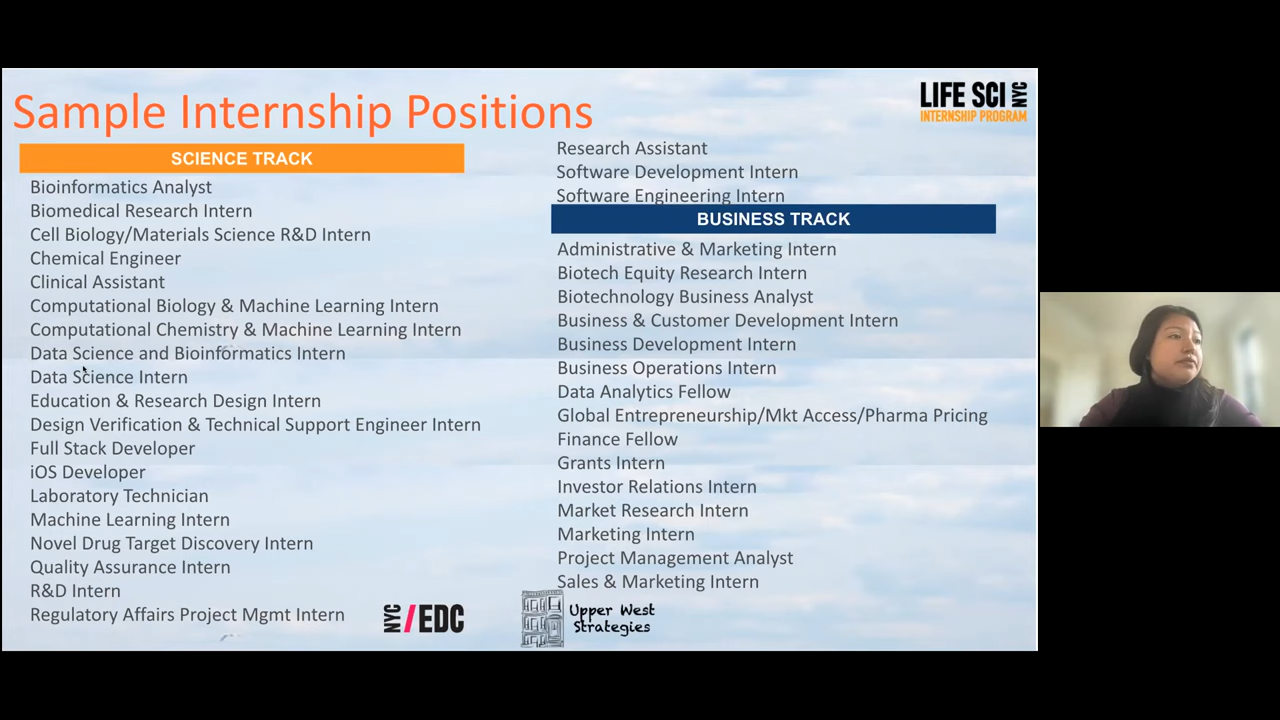 Sample Internship Positions
LIFE SCI NYC
INTERNSHIP PROGRAM
SCIENCE TRACK
Bioinformatics Analyst
Biomedical Research Intern
Cell Biology/Materials Science R&D Intern
Chemical Engineer
Clinical Assistant
Computational Biology & Machine Learning Intern
Computational Chemistry & Machine Learning Intern
Data Science and Bioinformatics Intern
Data Science Intern
Education & Research Design Intern
Design Verification & Technical Support Engineer Intern
Full Stack Developer
iOS Developer
Laboratory Technician
Machine Learning Intern
Novel Drug Target Discovery Intern
Quality Assurance Intern
R&D Intern
Regulatory Affairs Project Mgmt Intern
Research Assistant
Software Development Intern
Software Engineering Intern
BUSINESS TRACK
Administrative & Marketing Intern
Biotech Equity Research Intern
Biotechnology Business Analyst
Business & Customer Development Intern
Business Development Intern
Business Operations Intern
Data Analytics Fellow
Global Entrepreneurship/Mkt Access/Pharma Pricing
Finance Fellow
Grants Intern
Investor Relations Intern
Market Research Intern
Marketing Intern
Project Management Analyst
Sales & Marketing Intern
NYC/EDC
Upper West
Strategies